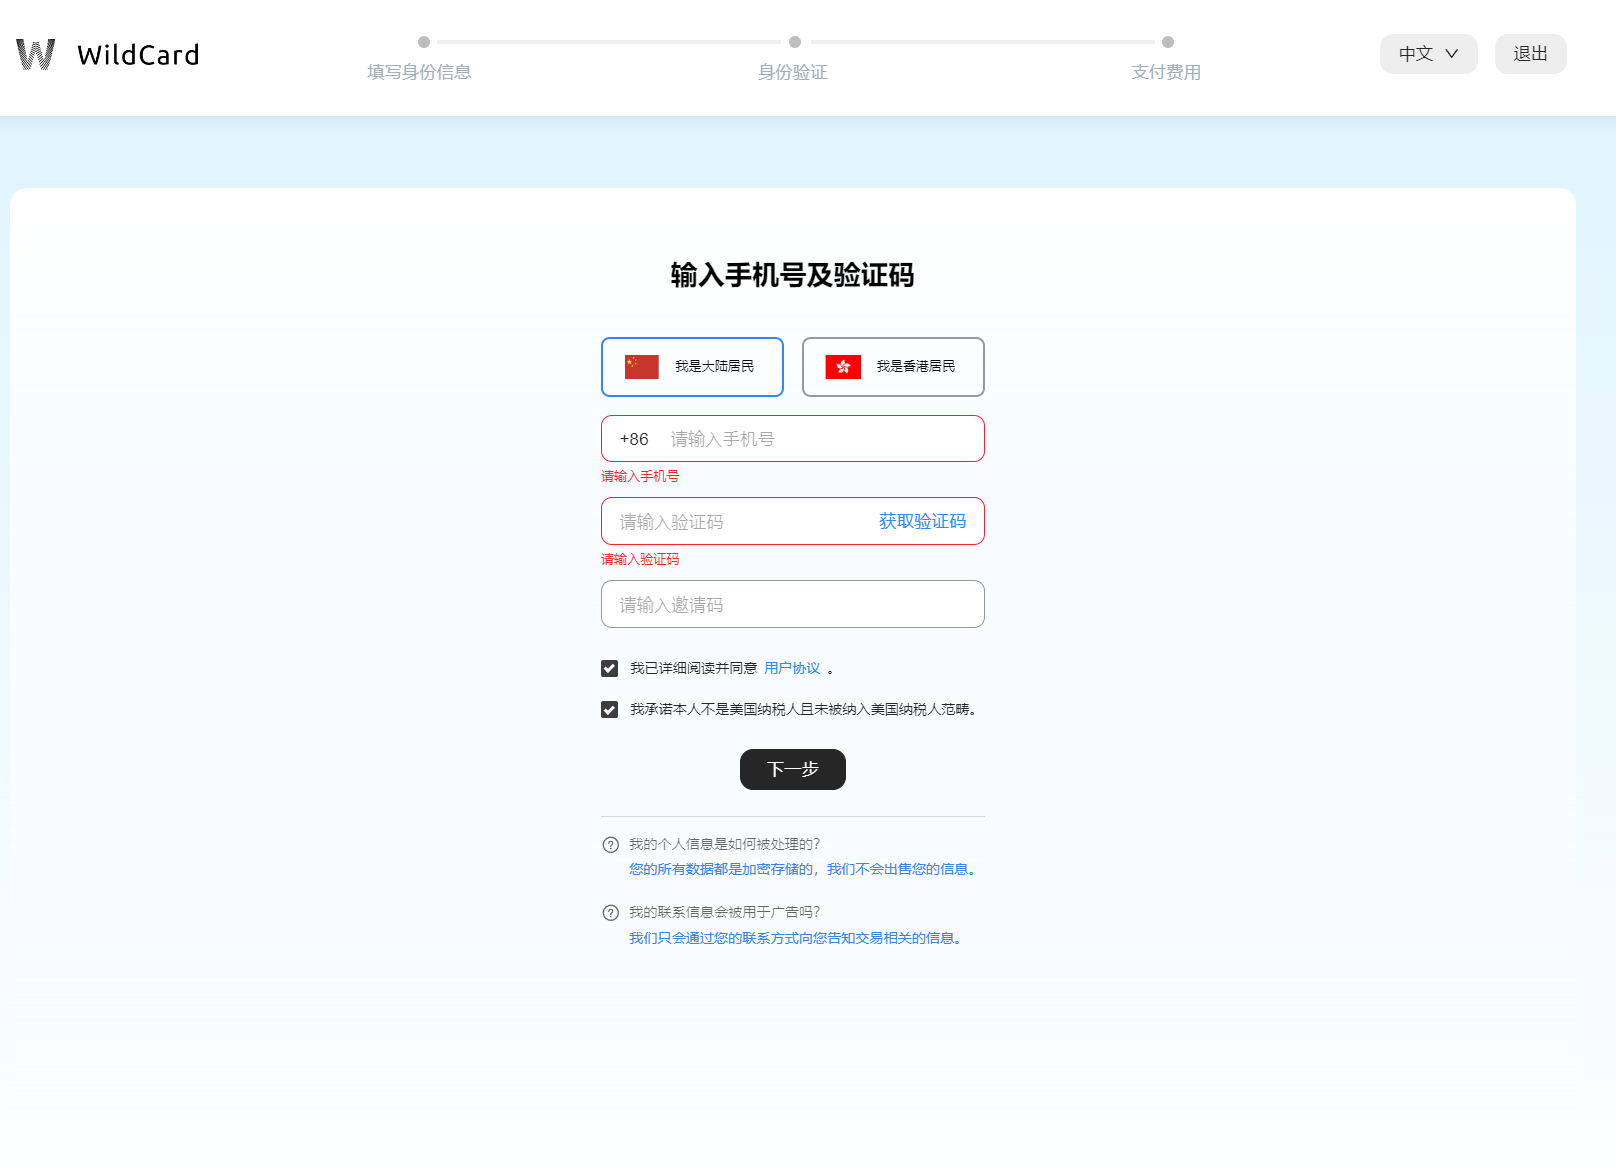 WildCard
填写身份信息
身份验证
支付费用
中文
退出
输入手机号及验证码
我是大陆居民
我是香港居民
+86 请输入手机号
请输入手机号
请输入验证码 获取验证码
请输入验证码
请输入邀请码
我已详细阅读并同意 用户协议 。
我承诺本人不是美国纳税人且未被纳入美国纳税人范畴。
下一步
我的个人信息是如何被处理的?
您的所有数据都是加密存储的，我们不会出售您的信息。
我的联系信息会被用于广告吗?
我们只会通过您的联系方式向您告知交易相关的信息。